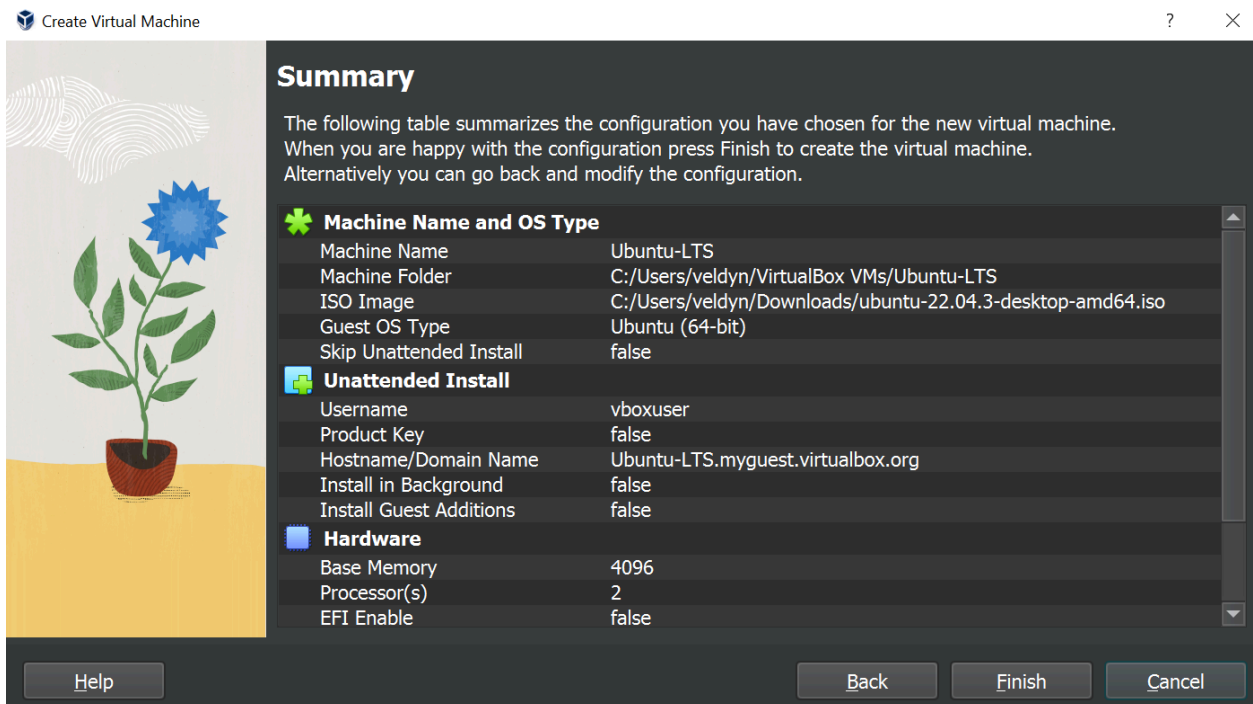 Create Virtual Machine
?
Summary
The following table summarizes the configuration you have chosen for the new virtual machine.
When you are happy with the configuration press Finish to create the virtual machine.
Alternatively you can go back and modify the configuration.
Machine Name and OS Type
Machine Name Ubuntu-LTS
Machine Folder C:/Users/veldyn/VirtualBox VMs/Ubuntu-LTS
ISO Image C:/Users/veldyn/Downloads/ubuntu-22.04.3-desktop-amd64.iso
Guest OS Type Ubuntu (64-bit)
Skip Unattended Install false
Unattended Install
Username vboxuser
Product Key false
Hostname/Domain Name Ubuntu-LTS.myguest.virtualbox.org
Install in Background false
Install Guest Additions false
Hardware
Base Memory 4096
Processor(s) 2
EFI Enable false
Help Back Finish Cancel